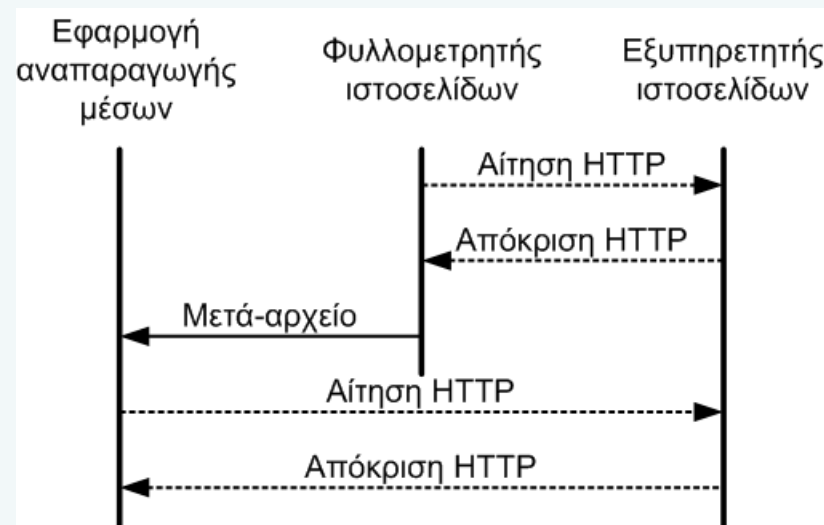 Εφαρμογή
αναπαραγωγής
μέσων
Φυλλομετρητής
ιστοσελίδων
Εξυπηρετητής
ιστοσελίδων
Αίτηση HTTP
Απόκριση HTTP
Μετά-αρχείο
Αίτηση HTTP
Απόκριση HTTP